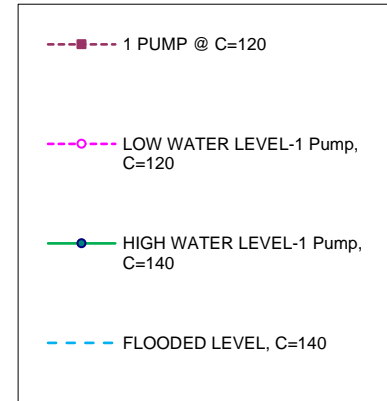 1 PUMP @ C=120
LOW WATER LEVEL-1 Pump,
C=120
HIGH WATER LEVEL-1 Pump,
C=140
FLOODED LEVEL, C=140